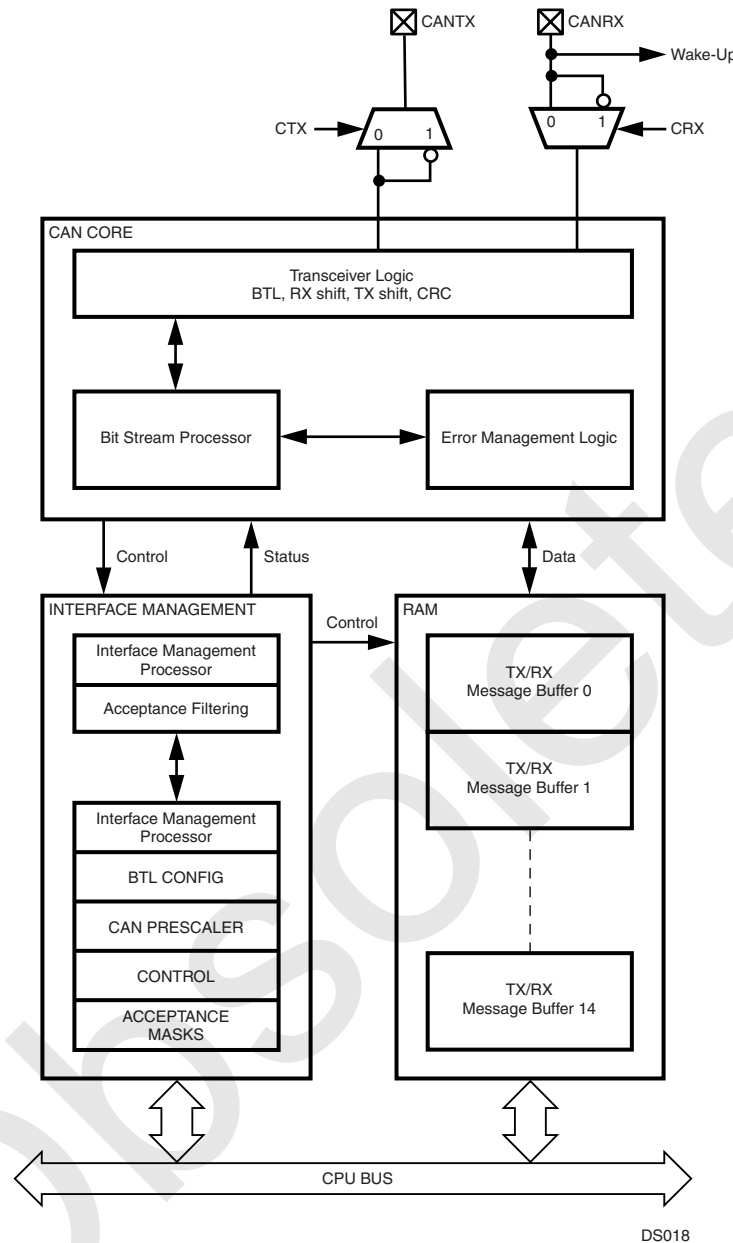 CANTX
CANRX
Wake-Up
CTX
0 1
0 1
CRX
CAN CORE
Transceiver Logic
BTL, RX shift, TX shift, CRC
Bit Stream Processor
Error Management Logic
Control
Status
Data
INTERFACE MANAGEMENT
Control
RAM
Interface Management
Processor
Acceptance Filtering
Interface Management
Processor
BTL CONFIG
CAN PRESCALER
CONTROL
ACCEPTANCE
MASKS
TX/RX
Message Buffer 0
TX/RX
Message Buffer 1
TX/RX
Message Buffer 14
CPU BUS
DS018
obsolete